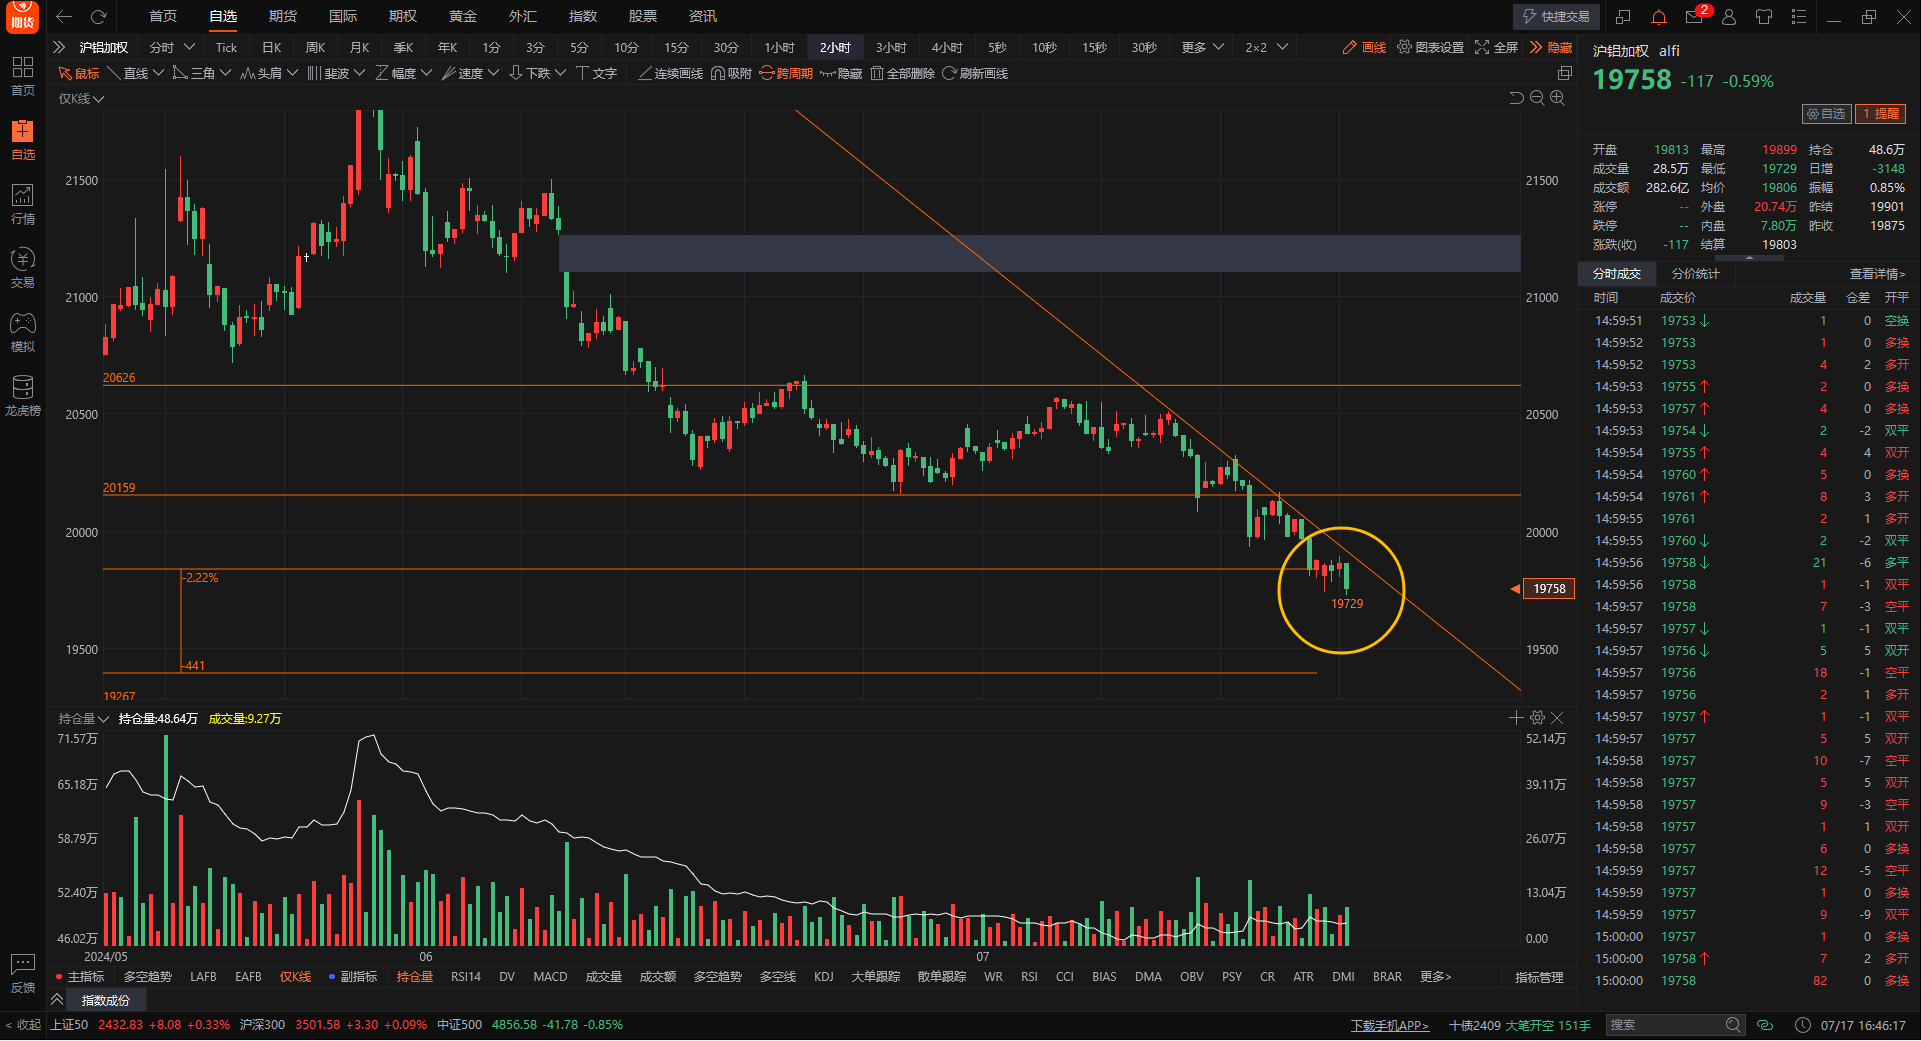 期货 首页 自选 期货 国际 期权 黄金 外汇 指数 股票 资讯 快捷交易 2
沪铝加权 分时 Tick 日K 周K 月K 季K 年K 1分 3分 5分 10分 15分 30分 1小时 2小时 3小时 4小时 5秒 10秒 15秒 30秒 更多 2×2 画线 图表设置 全屏 隐藏
鼠标 直线 三角 头肩 斐波 幅度 速度 下跌 文字 连续画线 吸附 跨周期 隐藏 全部删除 刷新画线
仅K线
首页
自选
行情
交易
模拟
龙虎榜
反馈
< 收起
21500 21500
21000 21000
20626
20500 20500
20159
20000 20000
-2.22%
19758
19729
19500 19500
-441
19267
持仓量 持仓量:48.64万 成交量:9.27万
71.57万 52.14万
65.18万 39.11万
58.79万 26.07万
52.40万 13.04万
46.02万 0.00
2024/05 06 07
主指标 多空趋势 LAFB EAFB 仅K线 副指标 持仓量 RSI14 DV MACD 成交量 成交额 多空趋势 多空线 KDJ 大单跟踪 散单跟踪 WR RSI CCI BIAS DMA OBV PSY CR ATR DMI BRAR 更多> 指标管理
指数成份
沪铝加权 alfi
19758 -117 -0.59%
自选 1 提醒
开盘 19813 最高 19899 持仓 48.6万
成交量 28.5万 最低 19729 日增 -3148
成交额 282.6亿 均价 19806 振幅 0.85%
涨停 -- 外盘 20.74万 昨结 19901
跌停 -- 内盘 7.80万 昨收 19875
涨跌(收) -117 结算 19803
分时成交 分价统计 查看详情>
时间 成交价 成交量 仓差 开平
14:59:51 19753↓ 1 0 空换
14:59:52 19753 1 0 多换
14:59:52 19753 4 2 多开
14:59:53 19755↑ 2 0 多换
14:59:53 19757↑ 4 0 多换
14:59:53 19754↓ 2 -2 双平
14:59:54 19755↑ 4 4 双开
14:59:54 19760↑ 5 0 多换
14:59:54 19761↑ 8 3 多开
14:59:55 19761 2 1 多开
14:59:55 19760↓ 2 -2 双平
14:59:56 19758↓ 21 -6 多平
14:59:56 19758 1 -1 双平
14:59:57 19758 7 -3 空平
14:59:57 19757↓ 1 -1 双平
14:59:57 19756↓ 5 5 双开
14:59:57 19756 18 -1 空平
14:59:57 19756 2 1 多开
14:59:57 19757↑ 1 -1 双平
14:59:57 19757 5 5 双开
14:59:58 19757 10 -7 空平
14:59:58 19757 5 5 双开
14:59:58 19757 9 -3 空平
14:59:58 19757 1 1 双开
14:59:58 19757 6 0 多换
14:59:59 19757 12 -5 空平
14:59:59 19757 1 0 多换
14:59:59 19757 9 -9 双平
15:00:00 19757 1 0 多换
15:00:00 19758↑ 7 2 多开
15:00:00 19758 82 0 多换
上证50 2432.83 +8.08 +0.33% 沪深300 3501.58 +3.30 +0.09% 中证500 4856.58 -41.78 -0.85% 下载手机APP> 十债2409 大笔开空 151手 搜索 07/17 16:46:17